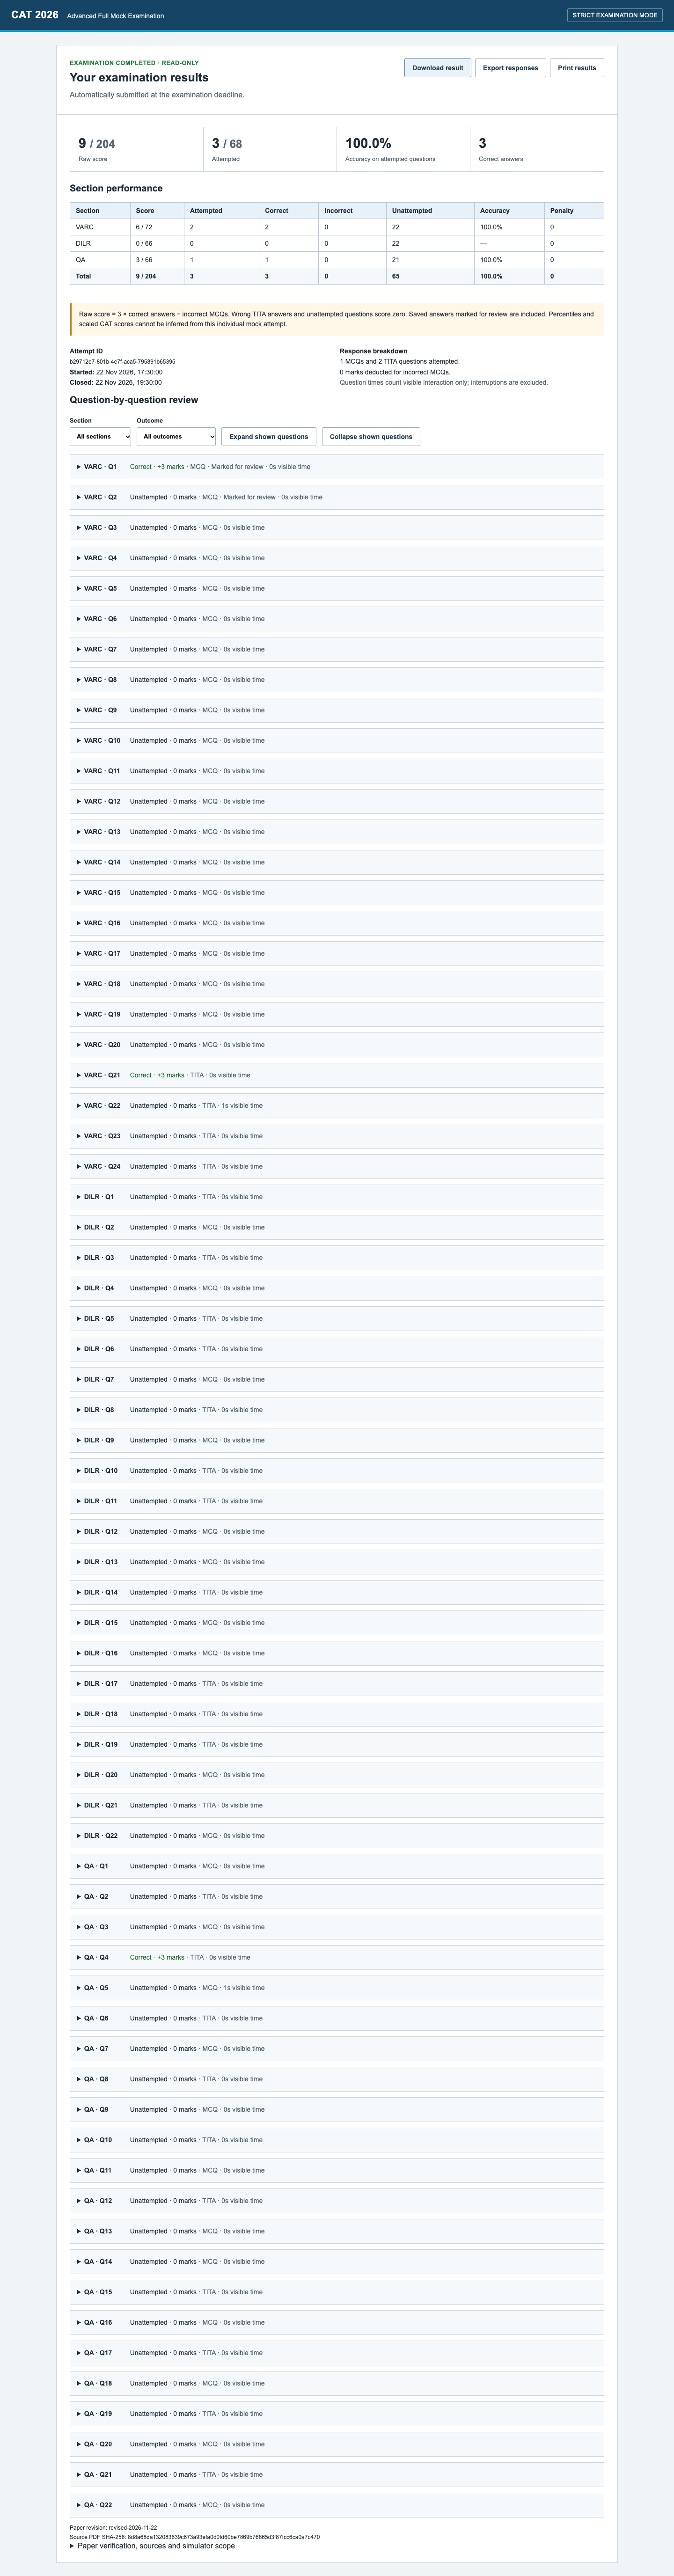 CAT 2026 Advanced Full Mock Examination STRICT EXAMINATION MODE
EXAMINATION COMPLETED · READ-ONLY
Your examination results
Automatically submitted at the examination deadline.
Download result Export responses Print results
9 / 204 3 / 68 100.0% 3
Raw score Attempted Accuracy on attempted questions Correct answers
Section performance
Section Score Attempted Correct Incorrect Unattempted Accuracy Penalty
VARC 6 / 72 2 2 0 22 100.0% 0
DILR 0 / 66 0 0 0 22 — 0
QA 3 / 66 1 1 0 21 100.0% 0
Total 9 / 204 3 3 0 65 100.0% 0
Raw score = 3 × correct answers − incorrect MCQs. Wrong TITA answers and unattempted questions score zero. Saved answers marked for review are included. Percentiles and
scaled CAT scores cannot be inferred from this individual mock attempt.
Attempt ID
b29712e7-801b-4e7f-aca5-795891b65395
Started: 22 Nov 2026, 17:30:00
Closed: 22 Nov 2026, 19:30:00
Response breakdown
1 MCQs and 2 TITA questions attempted.
0 marks deducted for incorrect MCQs.
Question times count visible interaction only; interruptions are excluded.
Question-by-question review
Section Outcome
All sections All outcomes Expand shown questions Collapse shown questions
▶ VARC · Q1 Correct · +3 marks · MCQ · Marked for review · 0s visible time
▶ VARC · Q2 Unattempted · 0 marks · MCQ · Marked for review · 0s visible time
▶ VARC · Q3 Unattempted · 0 marks · MCQ · 0s visible time
▶ VARC · Q4 Unattempted · 0 marks · MCQ · 0s visible time
▶ VARC · Q5 Unattempted · 0 marks · MCQ · 0s visible time
▶ VARC · Q6 Unattempted · 0 marks · MCQ · 0s visible time
▶ VARC · Q7 Unattempted · 0 marks · MCQ · 0s visible time
▶ VARC · Q8 Unattempted · 0 marks · MCQ · 0s visible time
▶ VARC · Q9 Unattempted · 0 marks · MCQ · 0s visible time
▶ VARC · Q10 Unattempted · 0 marks · MCQ · 0s visible time
▶ VARC · Q11 Unattempted · 0 marks · MCQ · 0s visible time
▶ VARC · Q12 Unattempted · 0 marks · MCQ · 0s visible time
▶ VARC · Q13 Unattempted · 0 marks · MCQ · 0s visible time
▶ VARC · Q14 Unattempted · 0 marks · MCQ · 0s visible time
▶ VARC · Q15 Unattempted · 0 marks · MCQ · 0s visible time
▶ VARC · Q16 Unattempted · 0 marks · MCQ · 0s visible time
▶ VARC · Q17 Unattempted · 0 marks · MCQ · 0s visible time
▶ VARC · Q18 Unattempted · 0 marks · MCQ · 0s visible time
▶ VARC · Q19 Unattempted · 0 marks · MCQ · 0s visible time
▶ VARC · Q20 Unattempted · 0 marks · MCQ · 0s visible time
▶ VARC · Q21 Correct · +3 marks · TITA · 0s visible time
▶ VARC · Q22 Unattempted · 0 marks · TITA · 1s visible time
▶ VARC · Q23 Unattempted · 0 marks · TITA · 0s visible time
▶ VARC · Q24 Unattempted · 0 marks · TITA · 0s visible time
▶ DILR · Q1 Unattempted · 0 marks · TITA · 0s visible time
▶ DILR · Q2 Unattempted · 0 marks · MCQ · 0s visible time
▶ DILR · Q3 Unattempted · 0 marks · TITA · 0s visible time
▶ DILR · Q4 Unattempted · 0 marks · MCQ · 0s visible time
▶ DILR · Q5 Unattempted · 0 marks · TITA · 0s visible time
▶ DILR · Q6 Unattempted · 0 marks · TITA · 0s visible time
▶ DILR · Q7 Unattempted · 0 marks · MCQ · 0s visible time
▶ DILR · Q8 Unattempted · 0 marks · TITA · 0s visible time
▶ DILR · Q9 Unattempted · 0 marks · MCQ · 0s visible time
▶ DILR · Q10 Unattempted · 0 marks · TITA · 0s visible time
▶ DILR · Q11 Unattempted · 0 marks · TITA · 0s visible time
▶ DILR · Q12 Unattempted · 0 marks · MCQ · 0s visible time
▶ DILR · Q13 Unattempted · 0 marks · MCQ · 0s visible time
▶ DILR · Q14 Unattempted · 0 marks · TITA · 0s visible time
▶ DILR · Q15 Unattempted · 0 marks · MCQ · 0s visible time
▶ DILR · Q16 Unattempted · 0 marks · MCQ · 0s visible time
▶ DILR · Q17 Unattempted · 0 marks · TITA · 0s visible time
▶ DILR · Q18 Unattempted · 0 marks · TITA · 0s visible time
▶ DILR · Q19 Unattempted · 0 marks · TITA · 0s visible time
▶ DILR · Q20 Unattempted · 0 marks · MCQ · 0s visible time
▶ DILR · Q21 Unattempted · 0 marks · TITA · 0s visible time
▶ DILR · Q22 Unattempted · 0 marks · MCQ · 0s visible time
▶ QA · Q1 Unattempted · 0 marks · MCQ · 0s visible time
▶ QA · Q2 Unattempted · 0 marks · TITA · 0s visible time
▶ QA · Q3 Unattempted · 0 marks · MCQ · 0s visible time
▶ QA · Q4 Correct · +3 marks · TITA · 0s visible time
▶ QA · Q5 Unattempted · 0 marks · MCQ · 1s visible time
▶ QA · Q6 Unattempted · 0 marks · TITA · 0s visible time
▶ QA · Q7 Unattempted · 0 marks · MCQ · 0s visible time
▶ QA · Q8 Unattempted · 0 marks · TITA · 0s visible time
▶ QA · Q9 Unattempted · 0 marks · MCQ · 0s visible time
▶ QA · Q10 Unattempted · 0 marks · TITA · 0s visible time
▶ QA · Q11 Unattempted · 0 marks · MCQ · 0s visible time
▶ QA · Q12 Unattempted · 0 marks · TITA · 0s visible time
▶ QA · Q13 Unattempted · 0 marks · MCQ · 0s visible time
▶ QA · Q14 Unattempted · 0 marks · MCQ · 0s visible time
▶ QA · Q15 Unattempted · 0 marks · TITA · 0s visible time
▶ QA · Q16 Unattempted · 0 marks · MCQ · 0s visible time
▶ QA · Q17 Unattempted · 0 marks · TITA · 0s visible time
▶ QA · Q18 Unattempted · 0 marks · MCQ · 0s visible time
▶ QA · Q19 Unattempted · 0 marks · TITA · 0s visible time
▶ QA · Q20 Unattempted · 0 marks · MCQ · 0s visible time
▶ QA · Q21 Unattempted · 0 marks · TITA · 0s visible time
▶ QA · Q22 Unattempted · 0 marks · MCQ · 0s visible time
Paper revision: revised-2026-11-22
Source PDF SHA-256: 8d8a68da132083639c673a93efa0d0fd60be7869b76865d3f87fcc6ca0a7c470
▶ Paper verification, sources and simulator scope